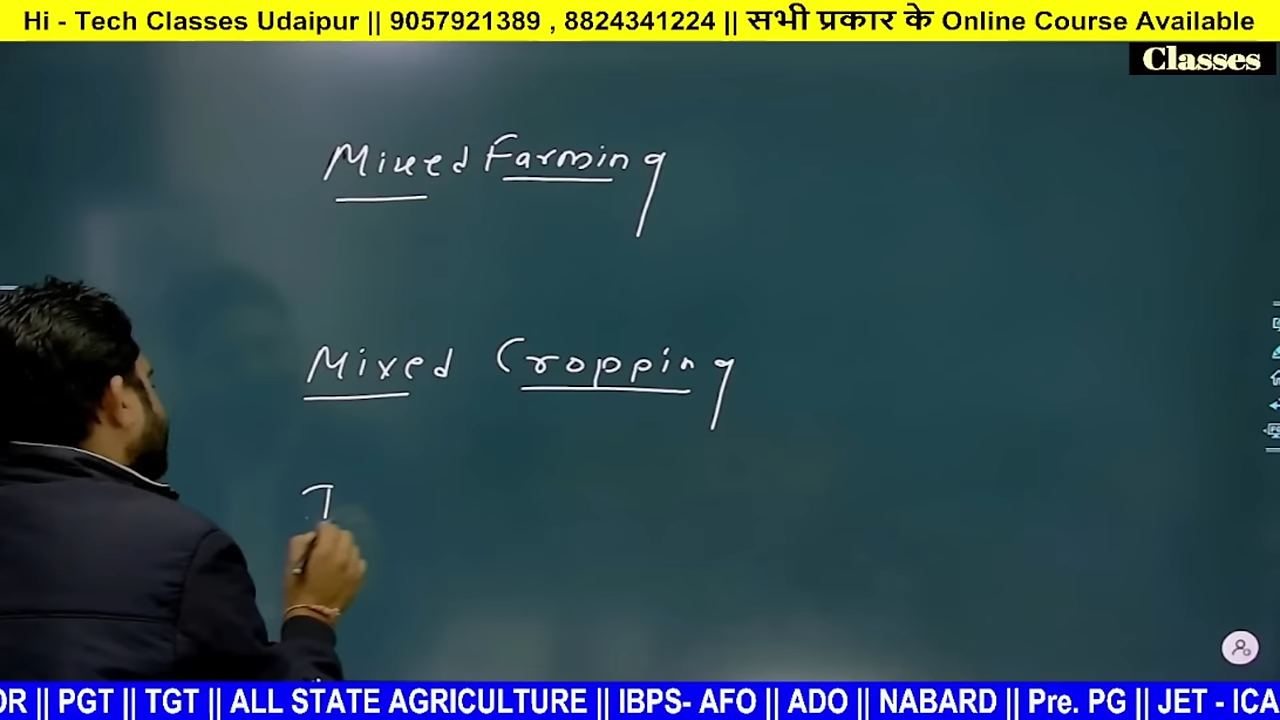 Hi - Tech Classes Udaipur || 9057921389 , 8824341224 || सभी प्रकार के Online Course Available
Classes
Mixed Farming
Mixed Cropping
I
OR || PGT || TGT || ALL STATE AGRICULTURE || IBPS- AFO || ADO || NABARD || Pre. PG || JET - ICA